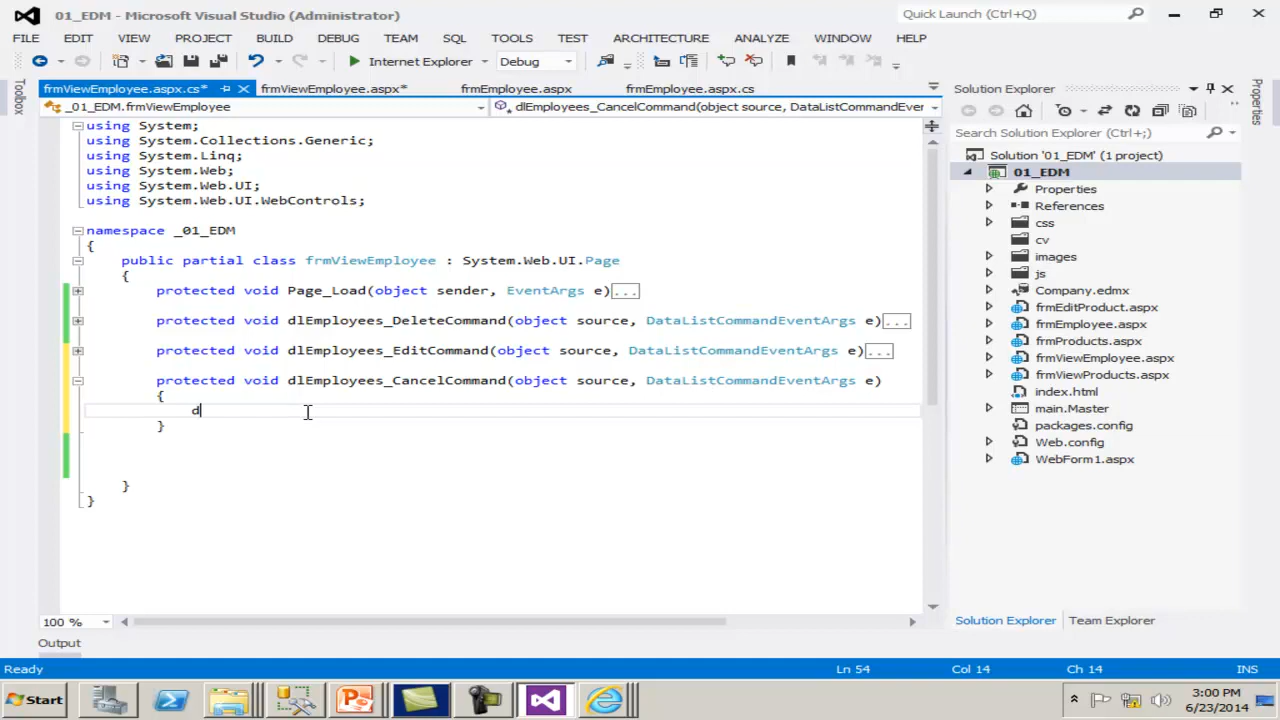 01_EDM - Microsoft Visual Studio (Administrator)
Quick Launch (Ctrl+Q)
FILE EDIT VIEW PROJECT BUILD DEBUG TEAM SQL TOOLS TEST ARCHITECTURE ANALYZE WINDOW HELP
Internet Explorer Debug
Toolbox
frmViewEmployee.aspx.cs* frmViewEmployee.aspx* frmEmployee.aspx frmEmployee.aspx.cs
_01_EDM.frmViewEmployee dlEmployees_CancelCommand(object source, DataListCommandEver
using System;
using System.Collections.Generic;
using System.Linq;
using System.Web;
using System.Web.UI;
using System.Web.UI.WebControls;
namespace _01_EDM
{
public partial class frmViewEmployee : System.Web.UI.Page
{
protected void Page_Load(object sender, EventArgs e)...
protected void dlEmployees_DeleteCommand(object source, DataListCommandEventArgs e)...
protected void dlEmployees_EditCommand(object source, DataListCommandEventArgs e)...
protected void dlEmployees_CancelCommand(object source, DataListCommandEventArgs e)
{
d
}
}
}
100 %
Output
Solution Explorer
Properties
Search Solution Explorer (Ctrl+;)
Solution '01_EDM' (1 project)
01_EDM
Properties
References
css
cv
images
js
Company.edmx
frmEditProduct.aspx
frmEmployee.aspx
frmProducts.aspx
frmViewEmployee.aspx
frmViewProducts.aspx
index.html
main.Master
packages.config
Web.config
WebForm1.aspx
Solution Explorer Team Explorer
Ready Ln 54 Col 14 Ch 14 INS
Start
3:00 PM
6/23/2014